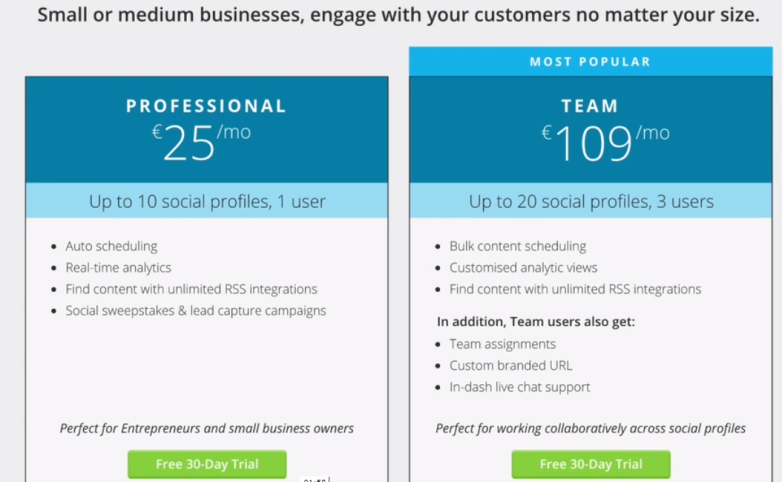 Small or medium businesses, engage with your customers no matter your size.
PROFESSIONAL
€25/mo
Up to 10 social profiles, 1 user
• Auto scheduling
• Real-time analytics
• Find content with unlimited RSS integrations
• Social sweepstakes & lead capture campaigns
Perfect for Entrepreneurs and small business owners
Free 30-Day Trial
MOST POPULAR
TEAM
€109/mo
Up to 20 social profiles, 3 users
• Bulk content scheduling
• Customised analytic views
• Find content with unlimited RSS integrations
In addition, Team users also get:
• Team assignments
• Custom branded URL
• In-dash live chat support
Perfect for working collaboratively across social profiles
Free 30-Day Trial